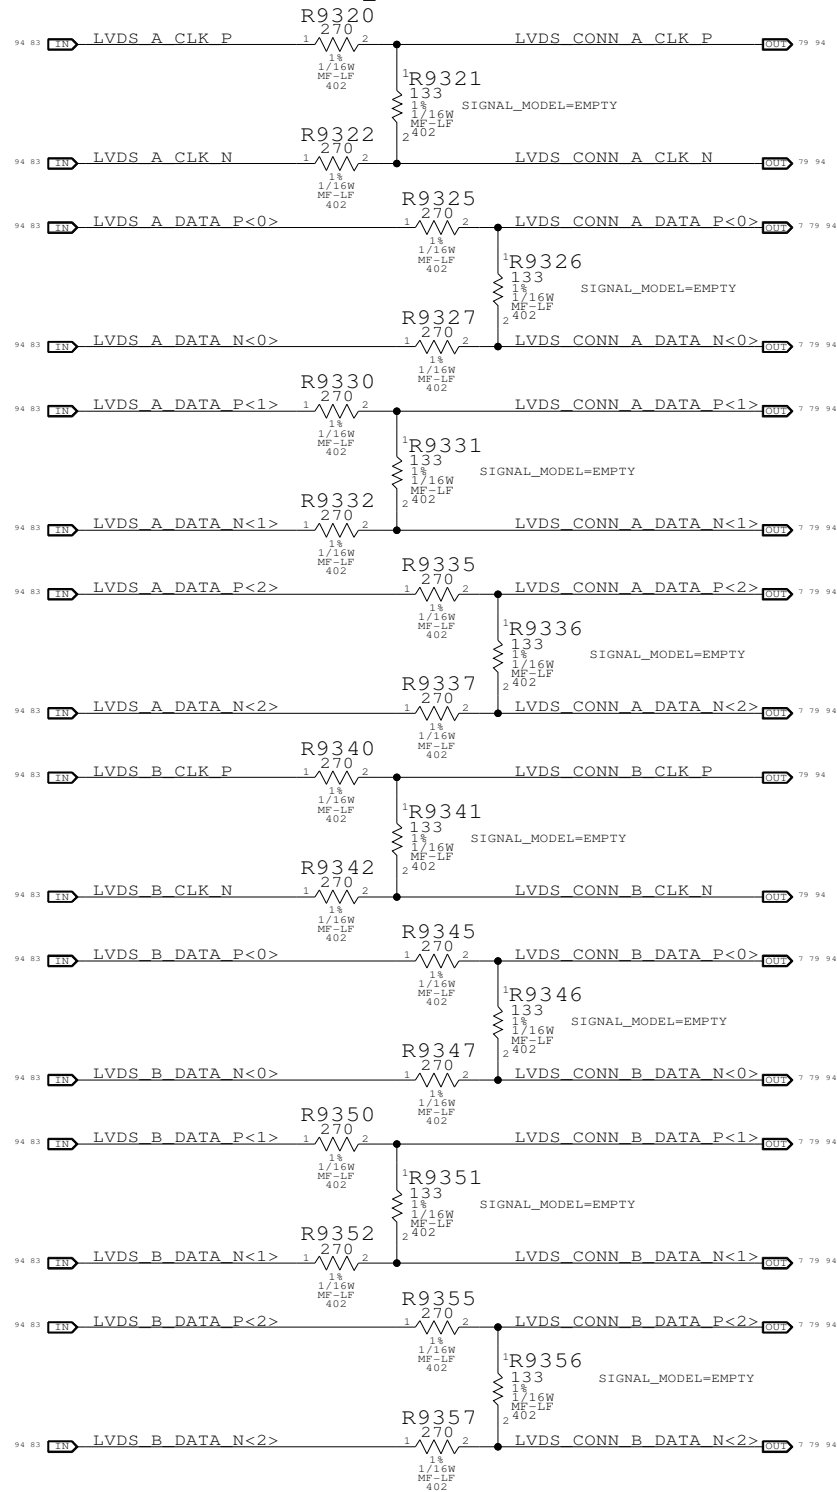 R9320
270
94 83 IN LVDS_A_CLK_P 1 2 LVDS_CONN_A_CLK_P OUT 79 94
1%
1/16W
MF-LF
402
1 R9321
133
1% SIGNAL_MODEL=EMPTY
1/16W
MF-LF
2 402
R9322
270
94 83 IN LVDS_A_CLK_N 1 2 LVDS_CONN_A_CLK_N OUT 79 94
1%
1/16W
MF-LF
402
R9325
270
94 83 IN LVDS_A_DATA_P<0> 1 2 LVDS_CONN_A_DATA_P<0> OUT 7 79 94
1%
1/16W
MF-LF
402
1 R9326
133
1% SIGNAL_MODEL=EMPTY
1/16W
MF-LF
2 402
R9327
270
94 83 IN LVDS_A_DATA_N<0> 1 2 LVDS_CONN_A_DATA_N<0> OUT 7 79 94
1%
1/16W
MF-LF
402
R9330
270
94 83 IN LVDS_A_DATA_P<1> 1 2 LVDS_CONN_A_DATA_P<1> OUT 7 79 94
1%
1/16W
MF-LF
402
1 R9331
133
1% SIGNAL_MODEL=EMPTY
1/16W
MF-LF
2 402
R9332
270
94 83 IN LVDS_A_DATA_N<1> 1 2 LVDS_CONN_A_DATA_N<1> OUT 7 79 94
1%
1/16W
MF-LF
402
R9335
270
94 83 IN LVDS_A_DATA_P<2> 1 2 LVDS_CONN_A_DATA_P<2> OUT 7 79 94
1%
1/16W
MF-LF
402
1 R9336
133
1% SIGNAL_MODEL=EMPTY
1/16W
MF-LF
2 402
R9337
270
94 83 IN LVDS_A_DATA_N<2> 1 2 LVDS_CONN_A_DATA_N<2> OUT 7 79 94
1%
1/16W
MF-LF
402
R9340
270
94 83 IN LVDS_B_CLK_P 1 2 LVDS_CONN_B_CLK_P OUT 79 94
1%
1/16W
MF-LF
402
1 R9341
133
1% SIGNAL_MODEL=EMPTY
1/16W
MF-LF
2 402
R9342
270
94 83 IN LVDS_B_CLK_N 1 2 LVDS_CONN_B_CLK_N OUT 79 94
1%
1/16W
MF-LF
402
R9345
270
94 83 IN LVDS_B_DATA_P<0> 1 2 LVDS_CONN_B_DATA_P<0> OUT 7 79 94
1%
1/16W
MF-LF
402
1 R9346
133
1% SIGNAL_MODEL=EMPTY
1/16W
MF-LF
2 402
R9347
270
94 83 IN LVDS_B_DATA_N<0> 1 2 LVDS_CONN_B_DATA_N<0> OUT 7 79 94
1%
1/16W
MF-LF
402
R9350
270
94 83 IN LVDS_B_DATA_P<1> 1 2 LVDS_CONN_B_DATA_P<1> OUT 7 79 94
1%
1/16W
MF-LF
402
1 R9351
133
1% SIGNAL_MODEL=EMPTY
1/16W
MF-LF
2 402
R9352
270
94 83 IN LVDS_B_DATA_N<1> 1 2 LVDS_CONN_B_DATA_N<1> OUT 7 79 94
1%
1/16W
MF-LF
402
R9355
270
94 83 IN LVDS_B_DATA_P<2> 1 2 LVDS_CONN_B_DATA_P<2> OUT 7 79 94
1%
1/16W
MF-LF
402
1 R9356
133
1% SIGNAL_MODEL=EMPTY
1/16W
MF-LF
2 402
R9357
270
94 83 IN LVDS_B_DATA_N<2> 1 2 LVDS_CONN_B_DATA_N<2> OUT 7 79 94
1%
1/16W
MF-LF
402